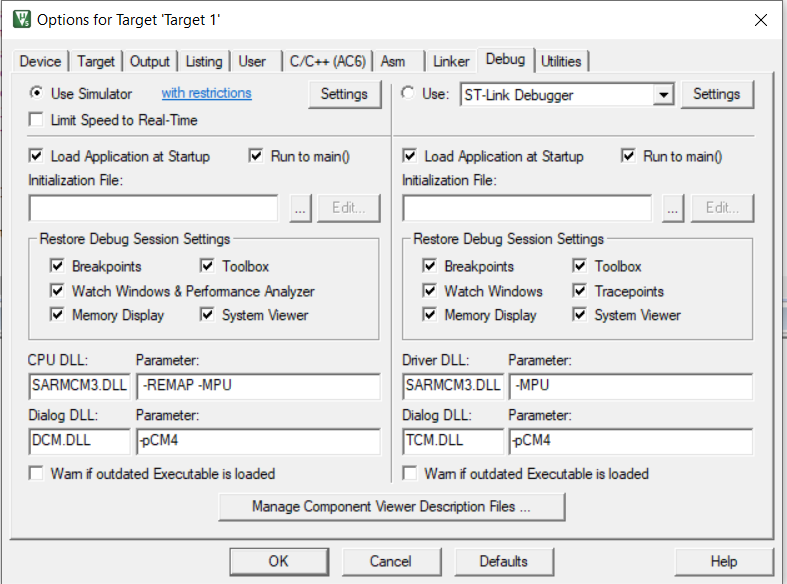 Options for Target 'Target 1'
Device Target Output Listing User C/C++ (AC6) Asm Linker Debug Utilities
Use Simulator with restrictions Settings
Limit Speed to Real-Time
Use: ST-Link Debugger Settings
Load Application at Startup Run to main()
Initialization File:
... Edit...
Restore Debug Session Settings
Breakpoints Toolbox
Watch Windows & Performance Analyzer
Memory Display System Viewer
CPU DLL: Parameter:
SARMCM3.DLL -REMAP -MPU
Dialog DLL: Parameter:
DCM.DLL -pCM4
Warn if outdated Executable is loaded
Load Application at Startup Run to main()
Initialization File:
... Edit...
Restore Debug Session Settings
Breakpoints Toolbox
Watch Windows Tracepoints
Memory Display System Viewer
Driver DLL: Parameter:
SARMCM3.DLL -MPU
Dialog DLL: Parameter:
TCM.DLL -pCM4
Warn if outdated Executable is loaded
Manage Component Viewer Description Files ...
OK Cancel Defaults Help